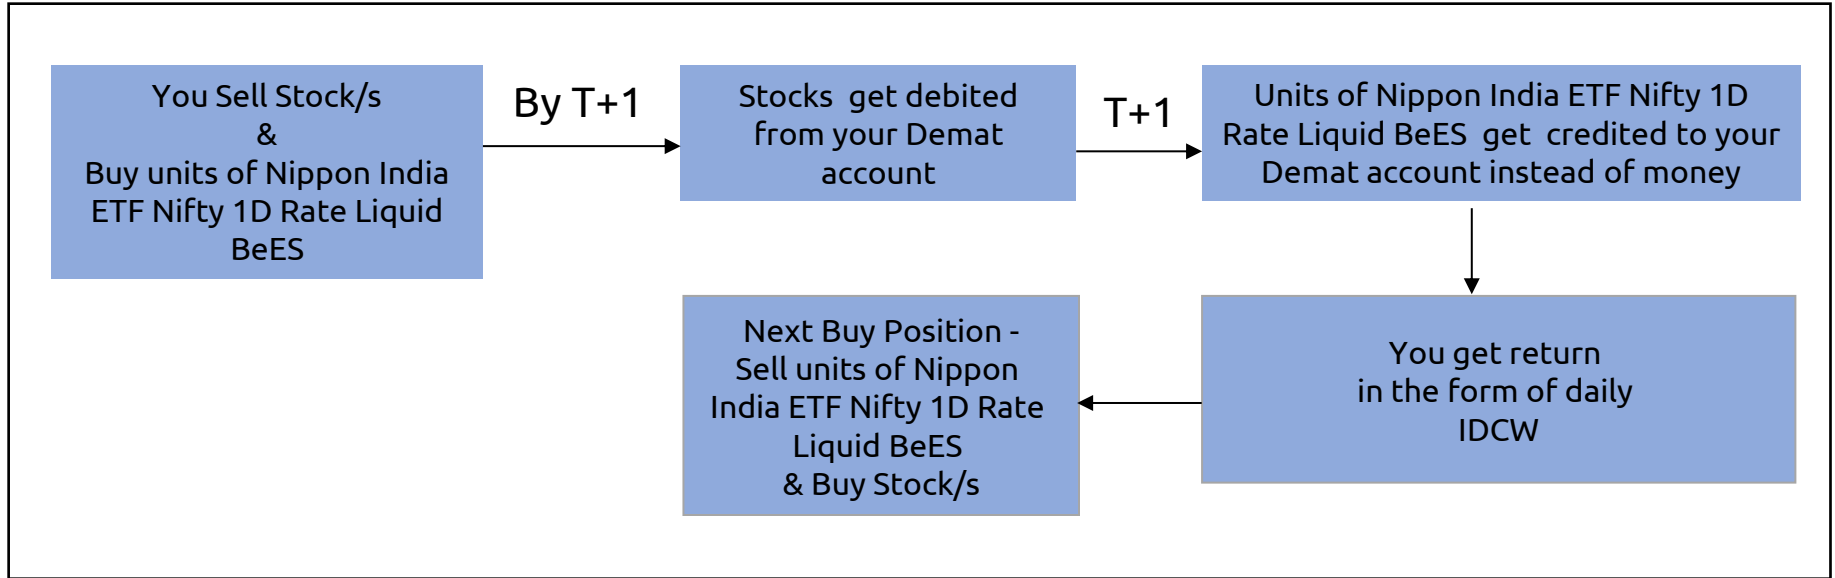 You Sell Stock/s
&
Buy units of Nippon India
ETF Nifty 1D Rate Liquid
BeES
By T+1
Stocks get debited
from your Demat
account
T+1
Units of Nippon India ETF Nifty 1D
Rate Liquid BeES get credited to your
Demat account instead of money
You get return
in the form of daily
IDCW
Next Buy Position -
Sell units of Nippon
India ETF Nifty 1D Rate
Liquid BeES
& Buy Stock/s